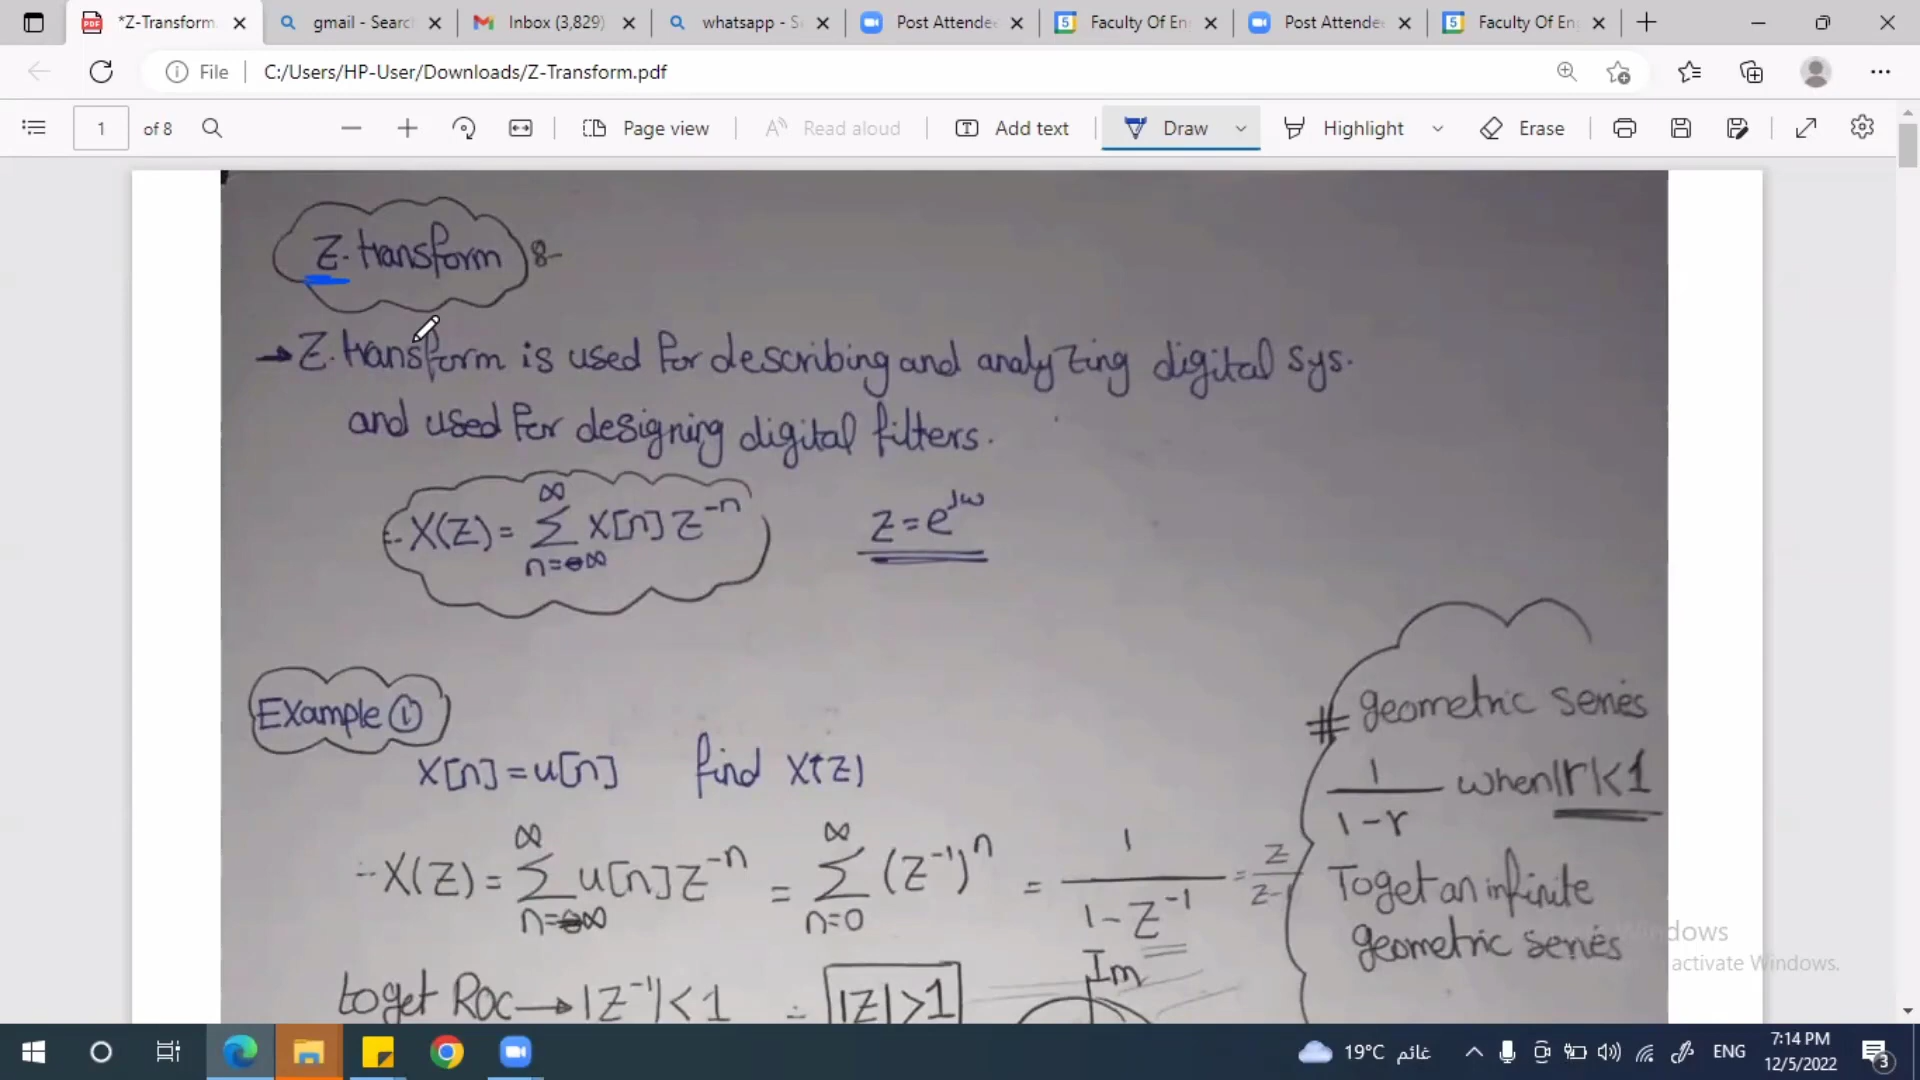 *Z-Transform.
gmail - Searc
Inbox (3,829)
whatsapp - S
Post Attende
Faculty Of En
Post Attende
Faculty Of En
File
C:/Users/HP-User/Downloads/Z-Transform.pdf
1 of 8
Page view
Read aloud
Add text
Draw
Highlight
Erase
Z-transform 8-
→ Z.transform is used for describing and analyzing digital sys.
and used for designing digital filters.
∴ X(Z) = ∞ Σ n=-∞ X[n] Z^-n
Z = e^jw
Example ①
X[n] = u[n] find X(Z)
∴ X(Z) = ∞ Σ n=-∞ u[n] Z^-n = ∞ Σ n=0 (Z^-1)^n = 1 / 1-Z^-1 = Z / Z-1
# geometric series
1 / 1-r when |r|<1
To get an infinite
geometric series
to get Roc → |Z^-1| < 1 ∴ |Z| > 1
Im
ndows
activate Windows.
19°C غائم
ENG
7:14 PM
12/5/2022
3